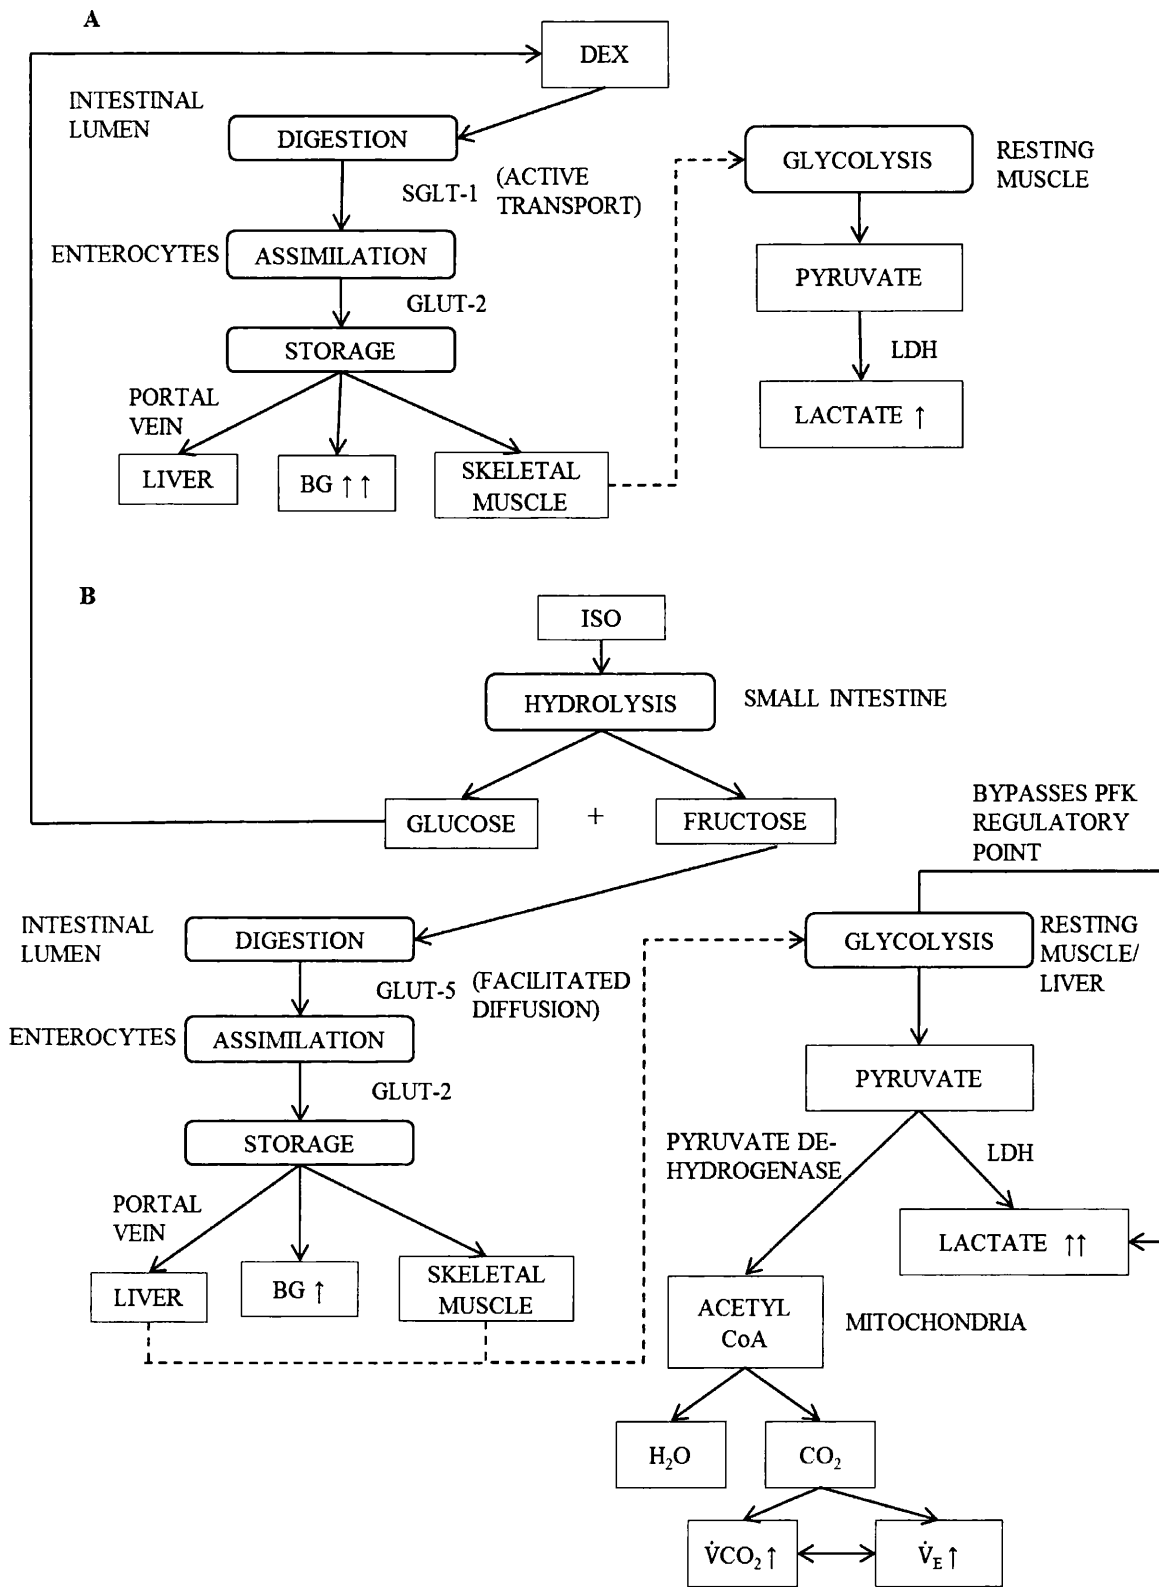 A
DEX
INTESTINAL
LUMEN
DIGESTION
SGLT-1
(ACTIVE
TRANSPORT)
ENTEROCYTES
ASSIMILATION
GLUT-2
STORAGE
PORTAL
VEIN
LIVER
BG ↑ ↑
SKELETAL
MUSCLE
GLYCOLYSIS
RESTING
MUSCLE
PYRUVATE
LDH
LACTATE ↑
B
ISO
HYDROLYSIS
SMALL INTESTINE
GLUCOSE
+
FRUCTOSE
BYPASSES PFK
REGULATORY
POINT
INTESTINAL
LUMEN
DIGESTION
GLUT-5
(FACILITATED
DIFFUSION)
ENTEROCYTES
ASSIMILATION
GLUT-2
STORAGE
PORTAL
VEIN
LIVER
BG ↑
SKELETAL
MUSCLE
GLYCOLYSIS
RESTING
MUSCLE/
LIVER
PYRUVATE
PYRUVATE DE-
HYDROGENASE
LDH
LACTATE ↑↑
ACETYL
CoA
MITOCHONDRIA
H₂O
CO₂
V̇CO₂ ↑
V̇E ↑